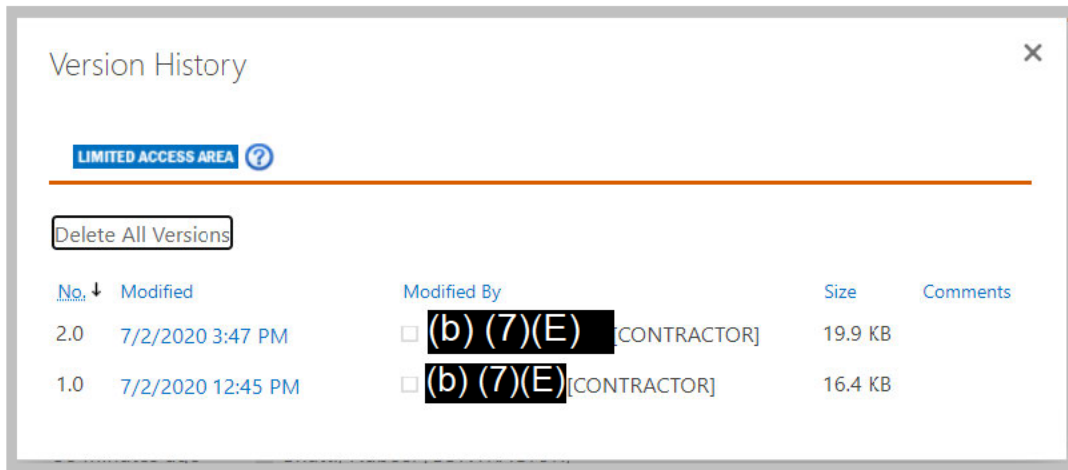 Version History
LIMITED ACCESS AREA ?
Delete All Versions
No. Modified Modified By Size Comments
2.0 7/2/2020 3:47 PM (b) (7)(E) [CONTRACTOR] 19.9 KB
1.0 7/2/2020 12:45 PM (b) (7)(E) [CONTRACTOR] 16.4 KB